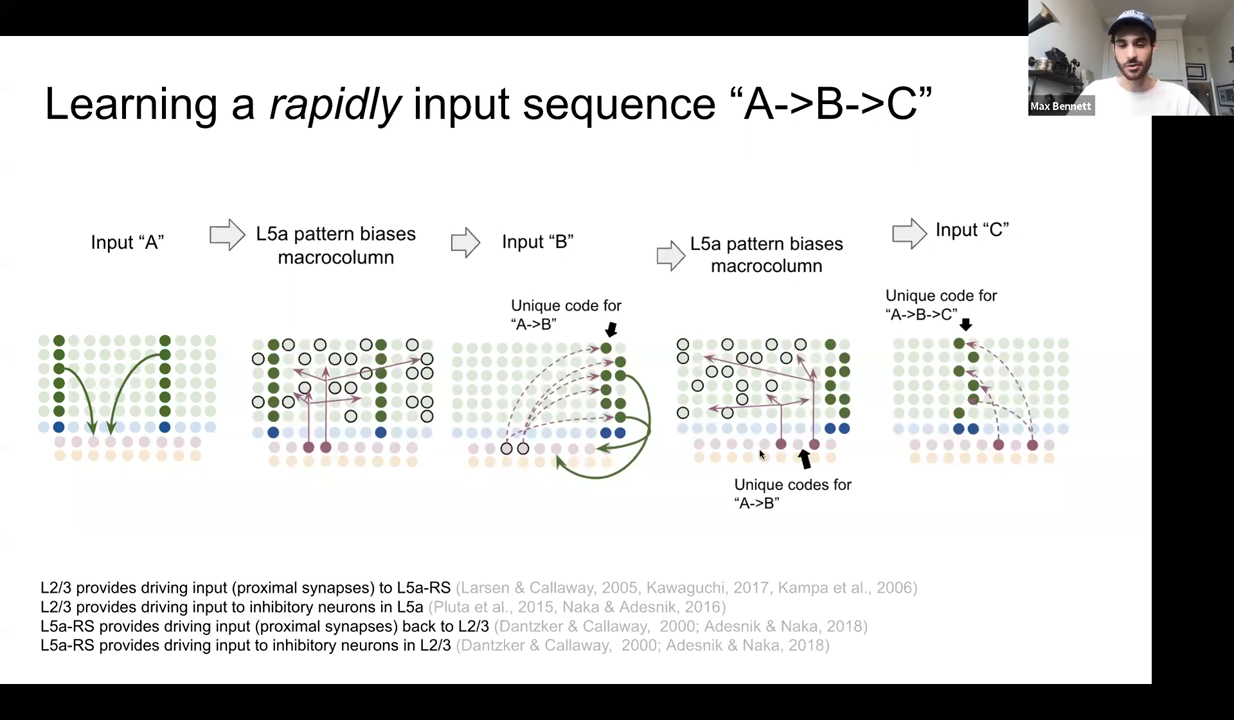 Max Bennett
Learning a rapidly input sequence “A->B->C”
Input “A”
L5a pattern biases
macrocolumn
Input “B”
L5a pattern biases
macrocolumn
Input “C”
Unique code for
“A->B”
Unique code for
“A->B->C”
Unique codes for
“A->B”
L2/3 provides driving input (proximal synapses) to L5a-RS (Larsen & Callaway, 2005, Kawaguchi, 2017, Kampa et al., 2006)
L2/3 provides driving input to inhibitory neurons in L5a (Pluta et al., 2015, Naka & Adesnik, 2016)
L5a-RS provides driving input (proximal synapses) back to L2/3 (Dantzker & Callaway, 2000; Adesnik & Naka, 2018)
L5a-RS provides driving input to inhibitory neurons in L2/3 (Dantzker & Callaway, 2000; Adesnik & Naka, 2018)